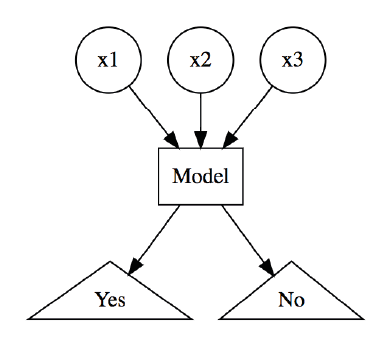 x1 x2 x3
Model
Yes No